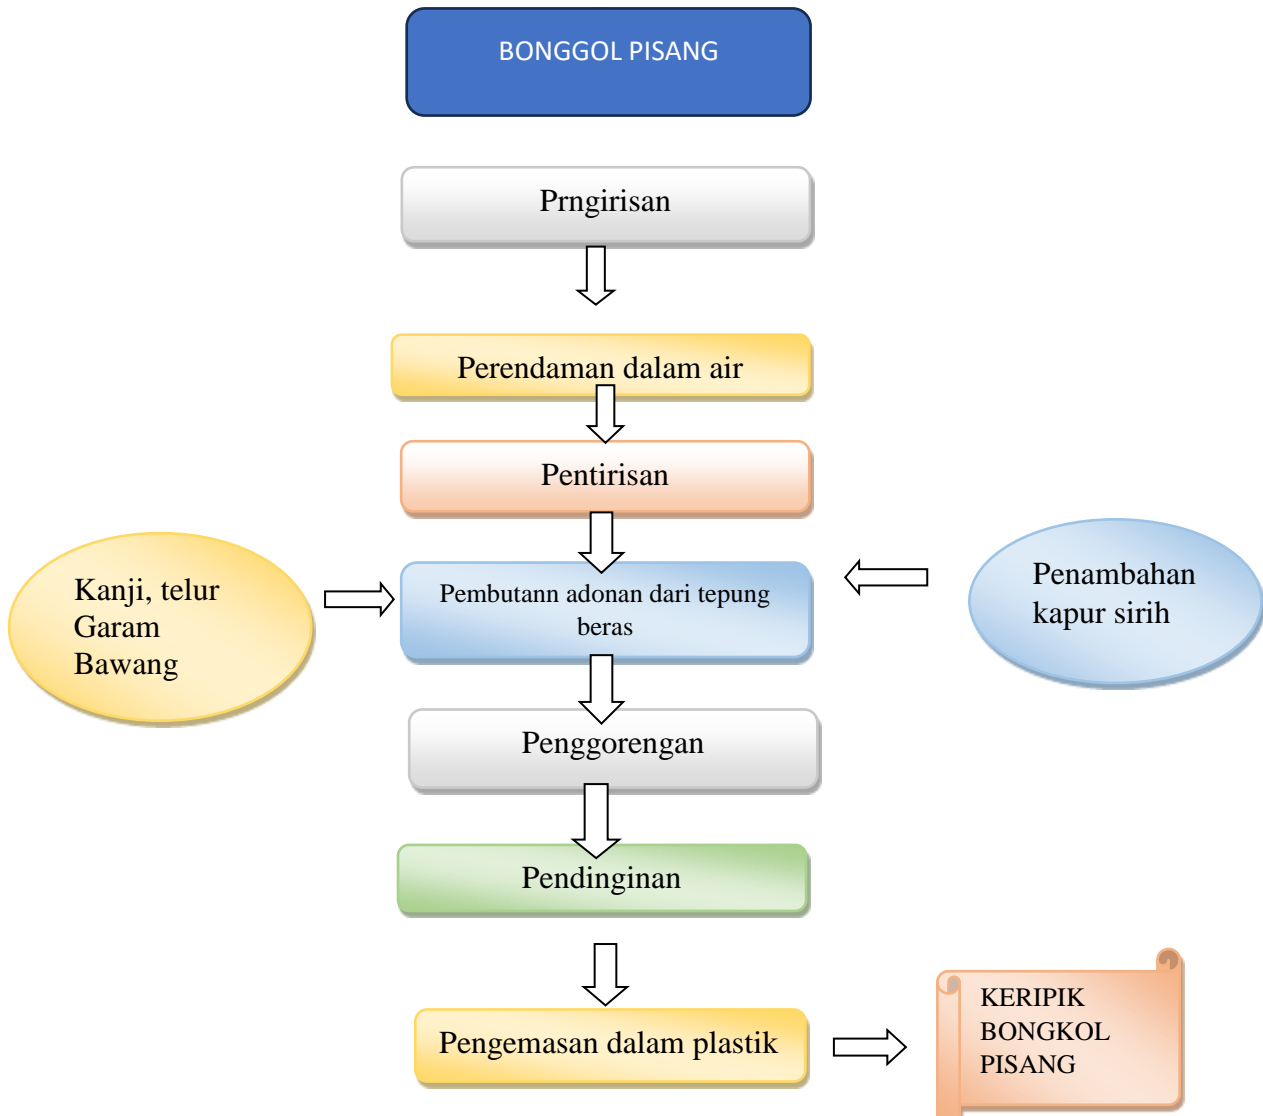 BONGGOL PISANG
Prngirisan
Perendaman dalam air
Pentirisan
Kanji, telur
Garam
Bawang
Pembutann adonan dari tepung
beras
Penambahan
kapur sirih
Penggorengan
Pendinginan
Pengemasan dalam plastik
KERIPIK
BONGKOL
PISANG